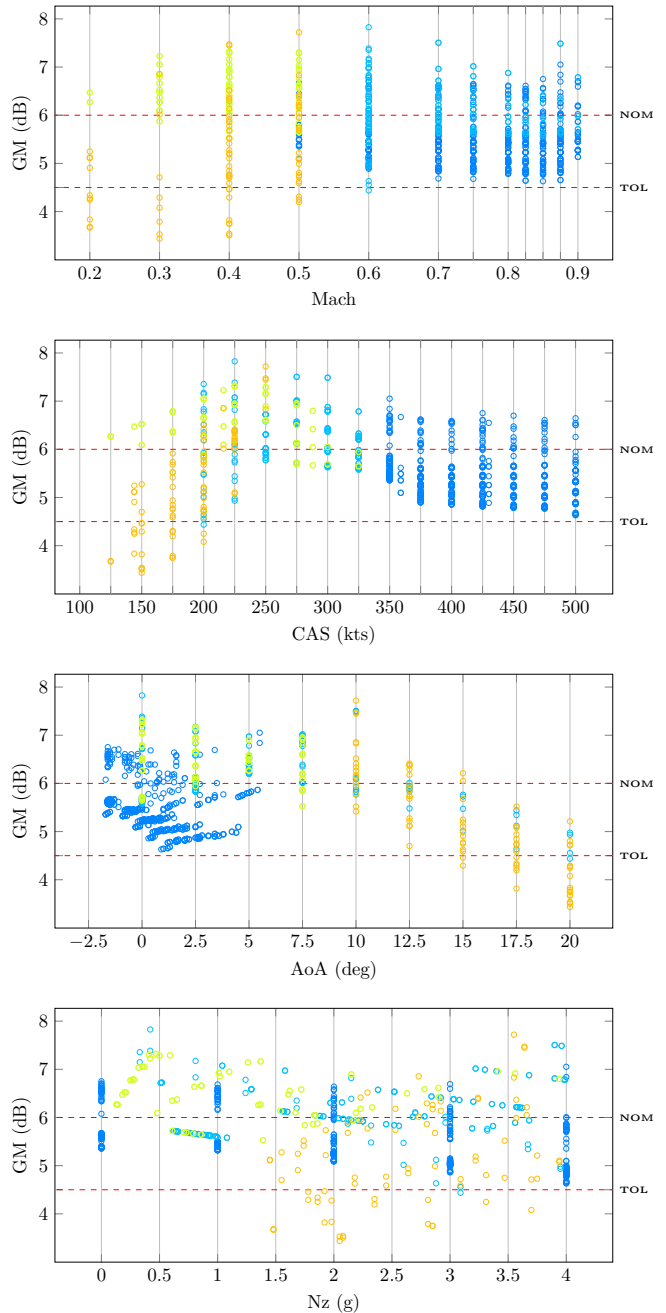 8
7
6
5
4
GM (dB)
NOM
TOL
0.2 0.3 0.4 0.5 0.6 0.7 0.8 0.9
Mach
8
7
6
5
4
GM (dB)
NOM
TOL
100 150 200 250 300 350 400 450 500
CAS (kts)
8
7
6
5
4
GM (dB)
NOM
TOL
−2.5 0 2.5 5 7.5 10 12.5 15 17.5 20
AoA (deg)
8
7
6
5
4
GM (dB)
NOM
TOL
0 0.5 1 1.5 2 2.5 3 3.5 4
Nz (g)